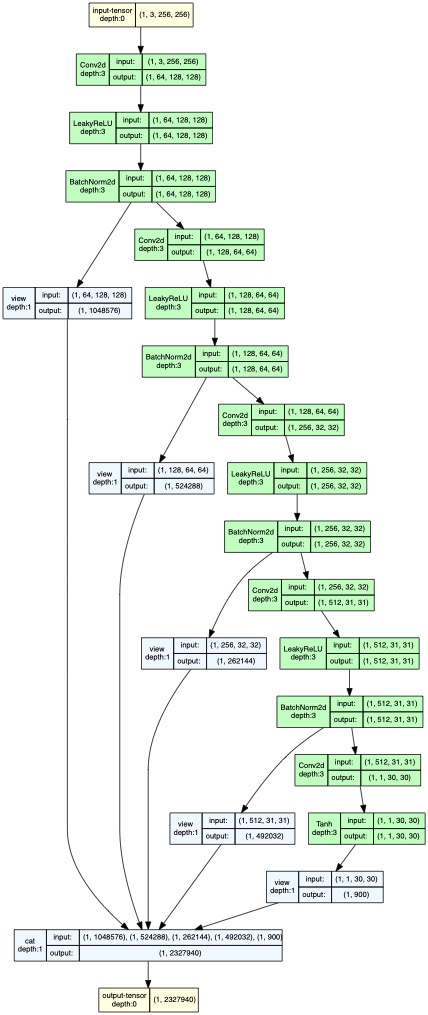 input-tensor
depth:0
(1, 3, 256, 256)
Conv2d
depth:3
input:
(1, 3, 256, 256)
output:
(1, 64, 128, 128)
LeakyReLU
depth:3
input:
(1, 64, 128, 128)
output:
(1, 64, 128, 128)
BatchNorm2d
depth:3
input:
(1, 64, 128, 128)
output:
(1, 64, 128, 128)
Conv2d
depth:3
input:
(1, 64, 128, 128)
output:
(1, 128, 64, 64)
view
depth:1
input:
(1, 64, 128, 128)
output:
(1, 1048576)
LeakyReLU
depth:3
input:
(1, 128, 64, 64)
output:
(1, 128, 64, 64)
BatchNorm2d
depth:3
input:
(1, 128, 64, 64)
output:
(1, 128, 64, 64)
Conv2d
depth:3
input:
(1, 128, 64, 64)
output:
(1, 256, 32, 32)
view
depth:1
input:
(1, 128, 64, 64)
output:
(1, 524288)
LeakyReLU
depth:3
input:
(1, 256, 32, 32)
output:
(1, 256, 32, 32)
BatchNorm2d
depth:3
input:
(1, 256, 32, 32)
output:
(1, 256, 32, 32)
Conv2d
depth:3
input:
(1, 256, 32, 32)
output:
(1, 512, 31, 31)
view
depth:1
input:
(1, 256, 32, 32)
output:
(1, 262144)
LeakyReLU
depth:3
input:
(1, 512, 31, 31)
output:
(1, 512, 31, 31)
BatchNorm2d
depth:3
input:
(1, 512, 31, 31)
output:
(1, 512, 31, 31)
Conv2d
depth:3
input:
(1, 512, 31, 31)
output:
(1, 1, 30, 30)
view
depth:1
input:
(1, 512, 31, 31)
output:
(1, 492032)
Tanh
depth:3
input:
(1, 1, 30, 30)
output:
(1, 1, 30, 30)
view
depth:1
input:
(1, 1, 30, 30)
output:
(1, 900)
cat
depth:1
input:
(1, 1048576), (1, 524288), (1, 262144), (1, 492032), (1, 900)
output:
(1, 2327940)
output-tensor
depth:0
(1, 2327940)